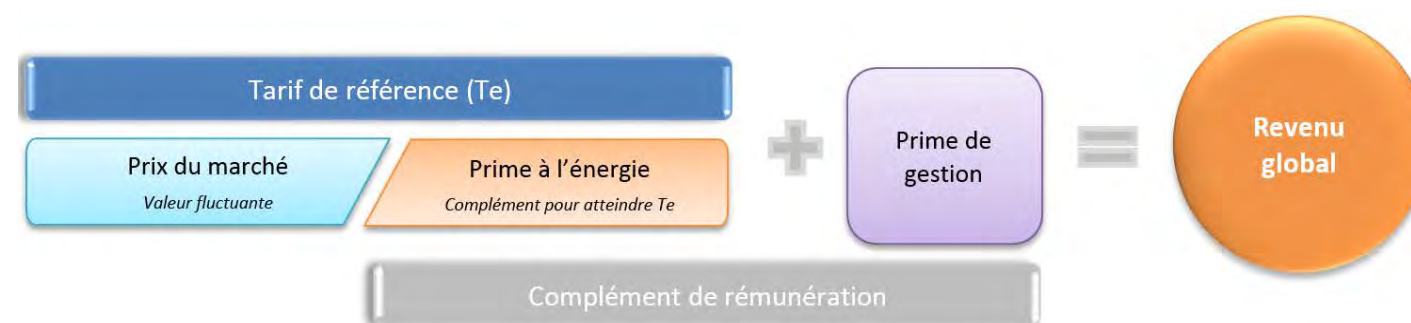 Tarif de référence (Te)
Prix du marché
Valeur fluctuante
Prime à l'énergie
Complément pour atteindre Te
Prime de
gestion
Revenu
global
Complément de rémunération